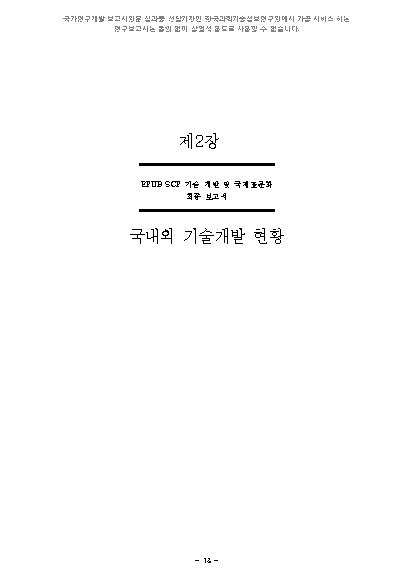 국가연구개발 보고서원문 성과물 전담기관인 한국과학기술정보연구원에서 가공·서비스 하는
연구보고서는 동의 없이 상업적 용도로 사용할 수 없습니다.
제2장
EPUB SCP 기술 개발 및 국제표준화
최종 보고서
국내외 기술개발 현황